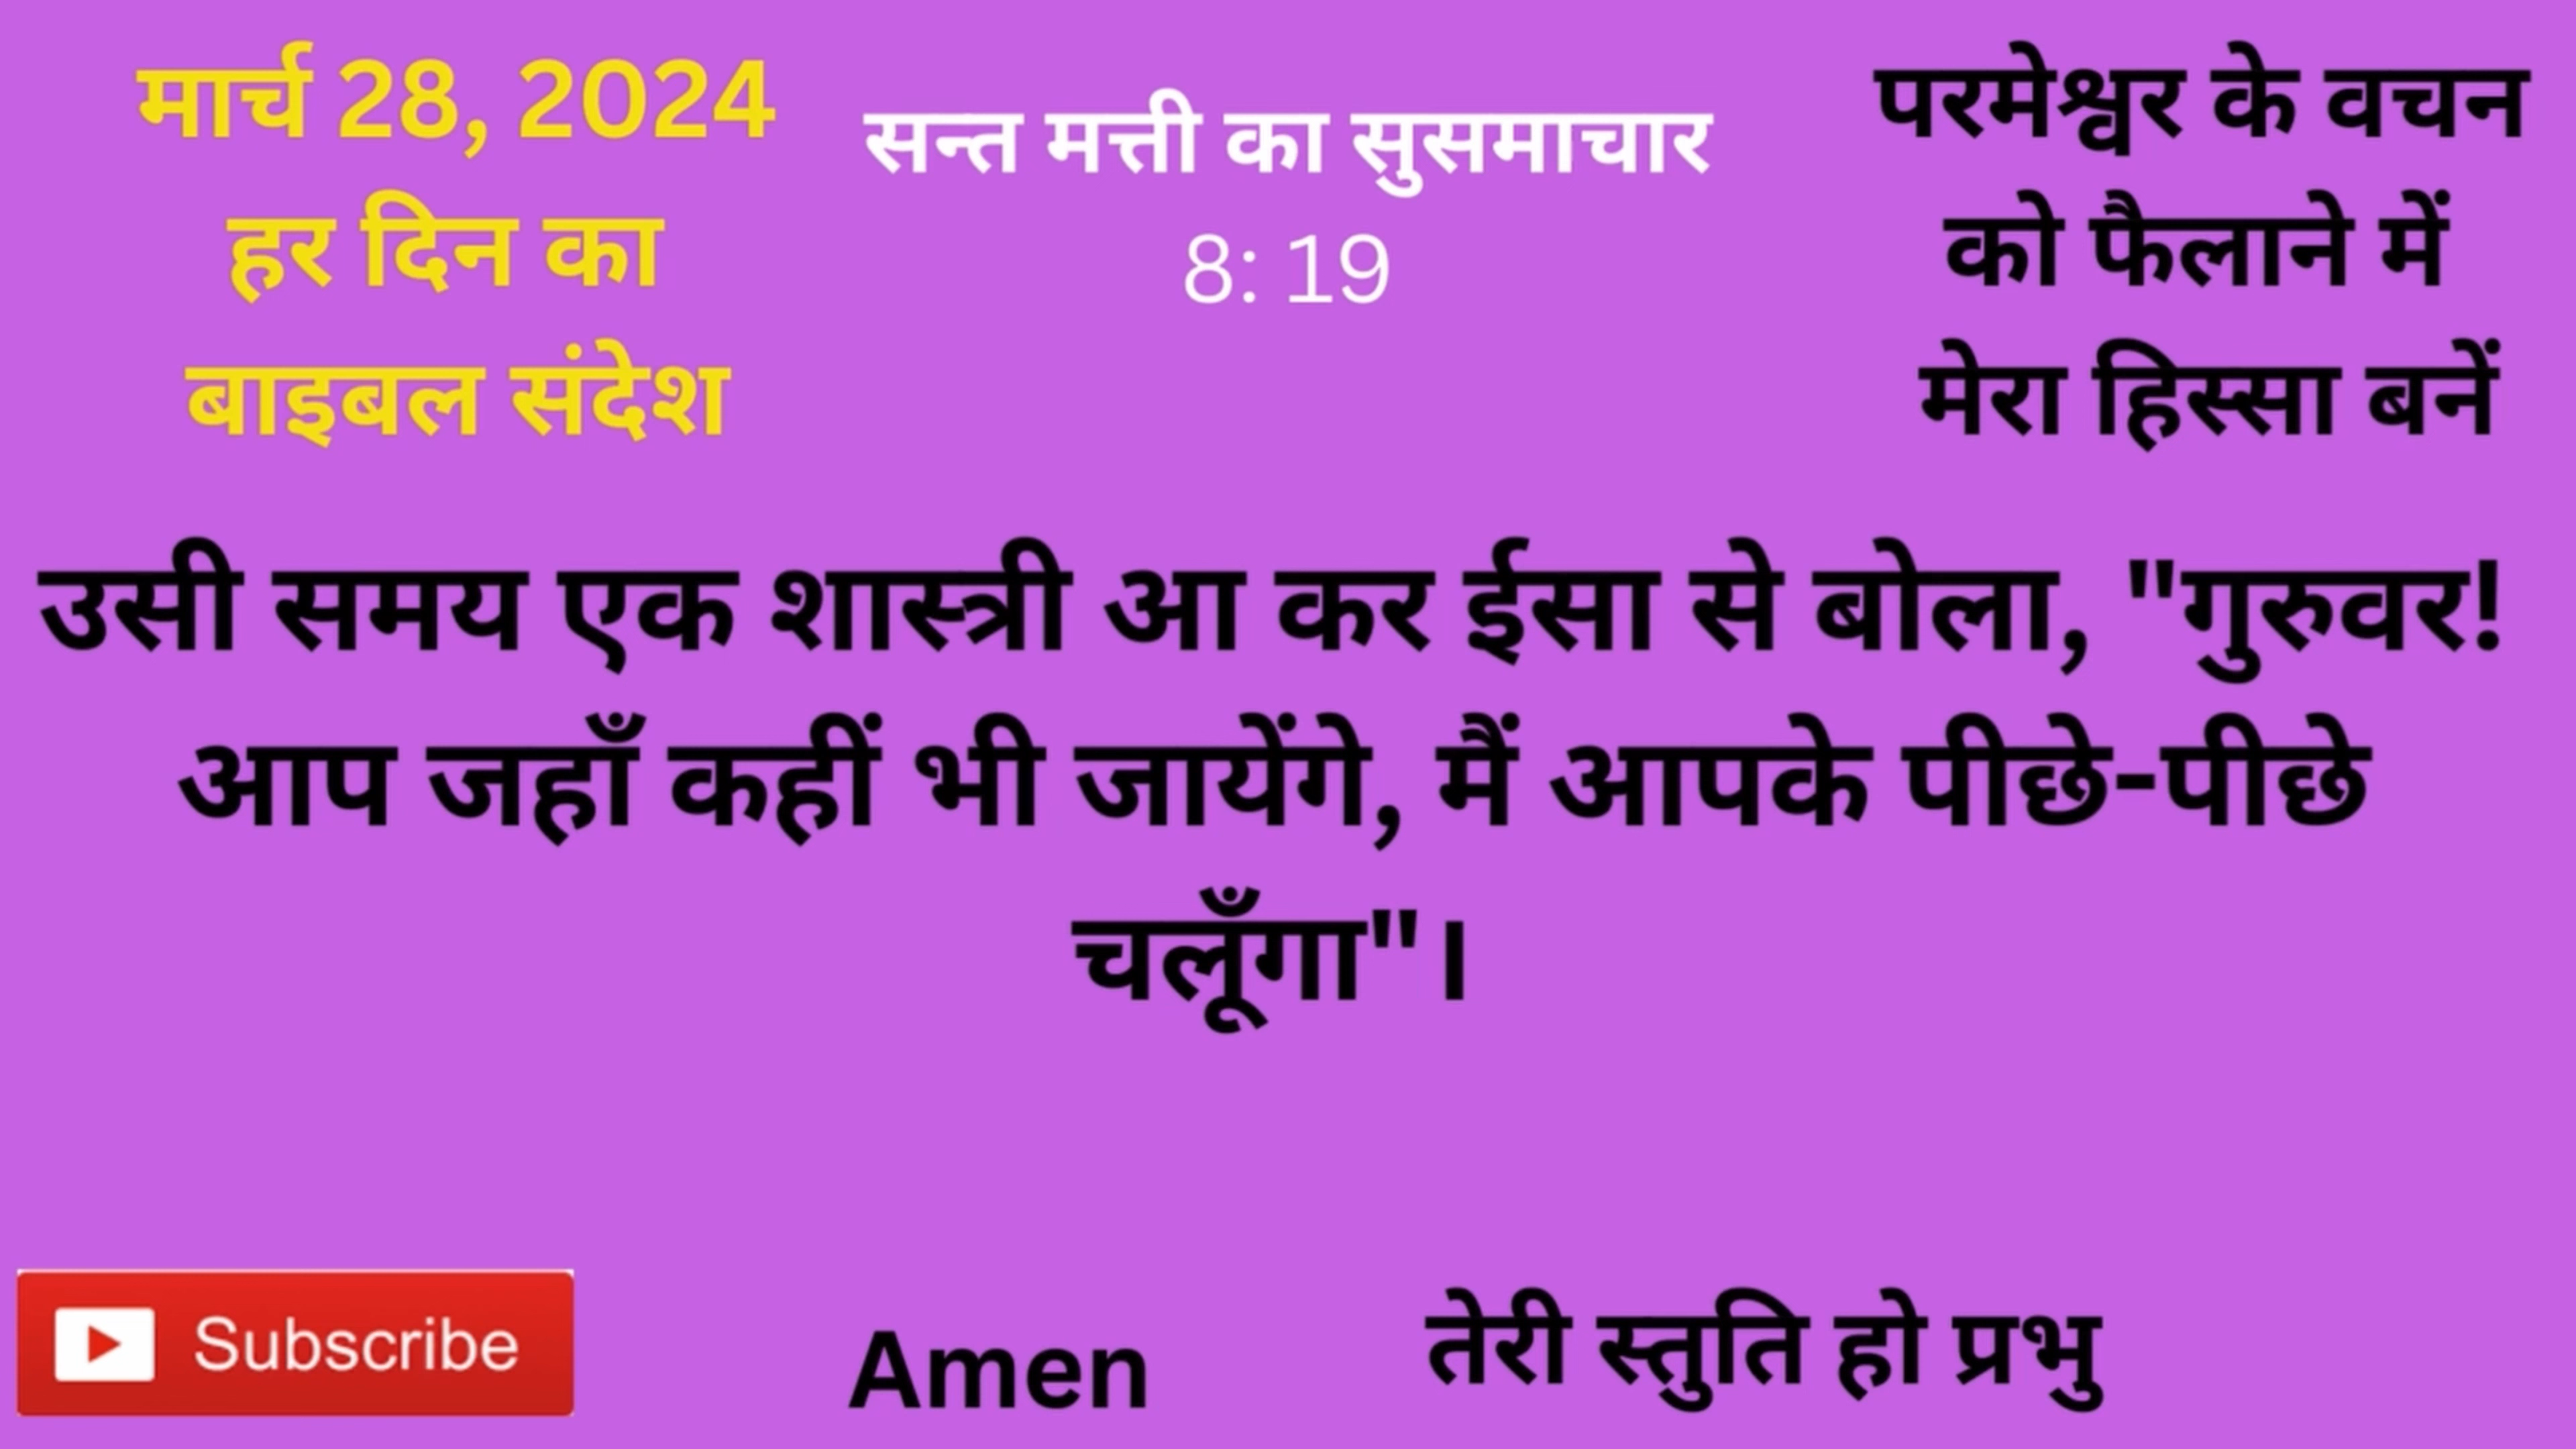 मार्च 28, 2024
हर दिन का
बाइबल संदेश
सन्त मत्ती का सुसमाचार
8: 19
परमेश्वर के वचन
को फैलाने में
मेरा हिस्सा बनें
उसी समय एक शास्त्री आ कर ईसा से बोला, "गुरुवर!
आप जहाँ कहीं भी जायेंगे, मैं आपके पीछे-पीछे
चलूँगा"।
Subscribe
Amen
तेरी स्तुति हो प्रभु